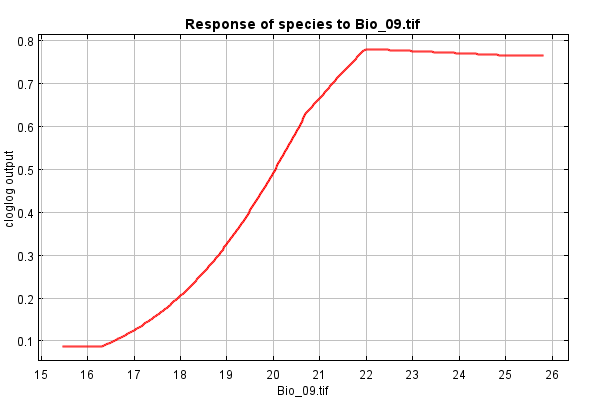 Response of species to Bio_09.tif
cloglog output
0.8
0.7
0.6
0.5
0.4
0.3
0.2
0.1
15 16 17 18 19 20 21 22 23 24 25 26
Bio_09.tif